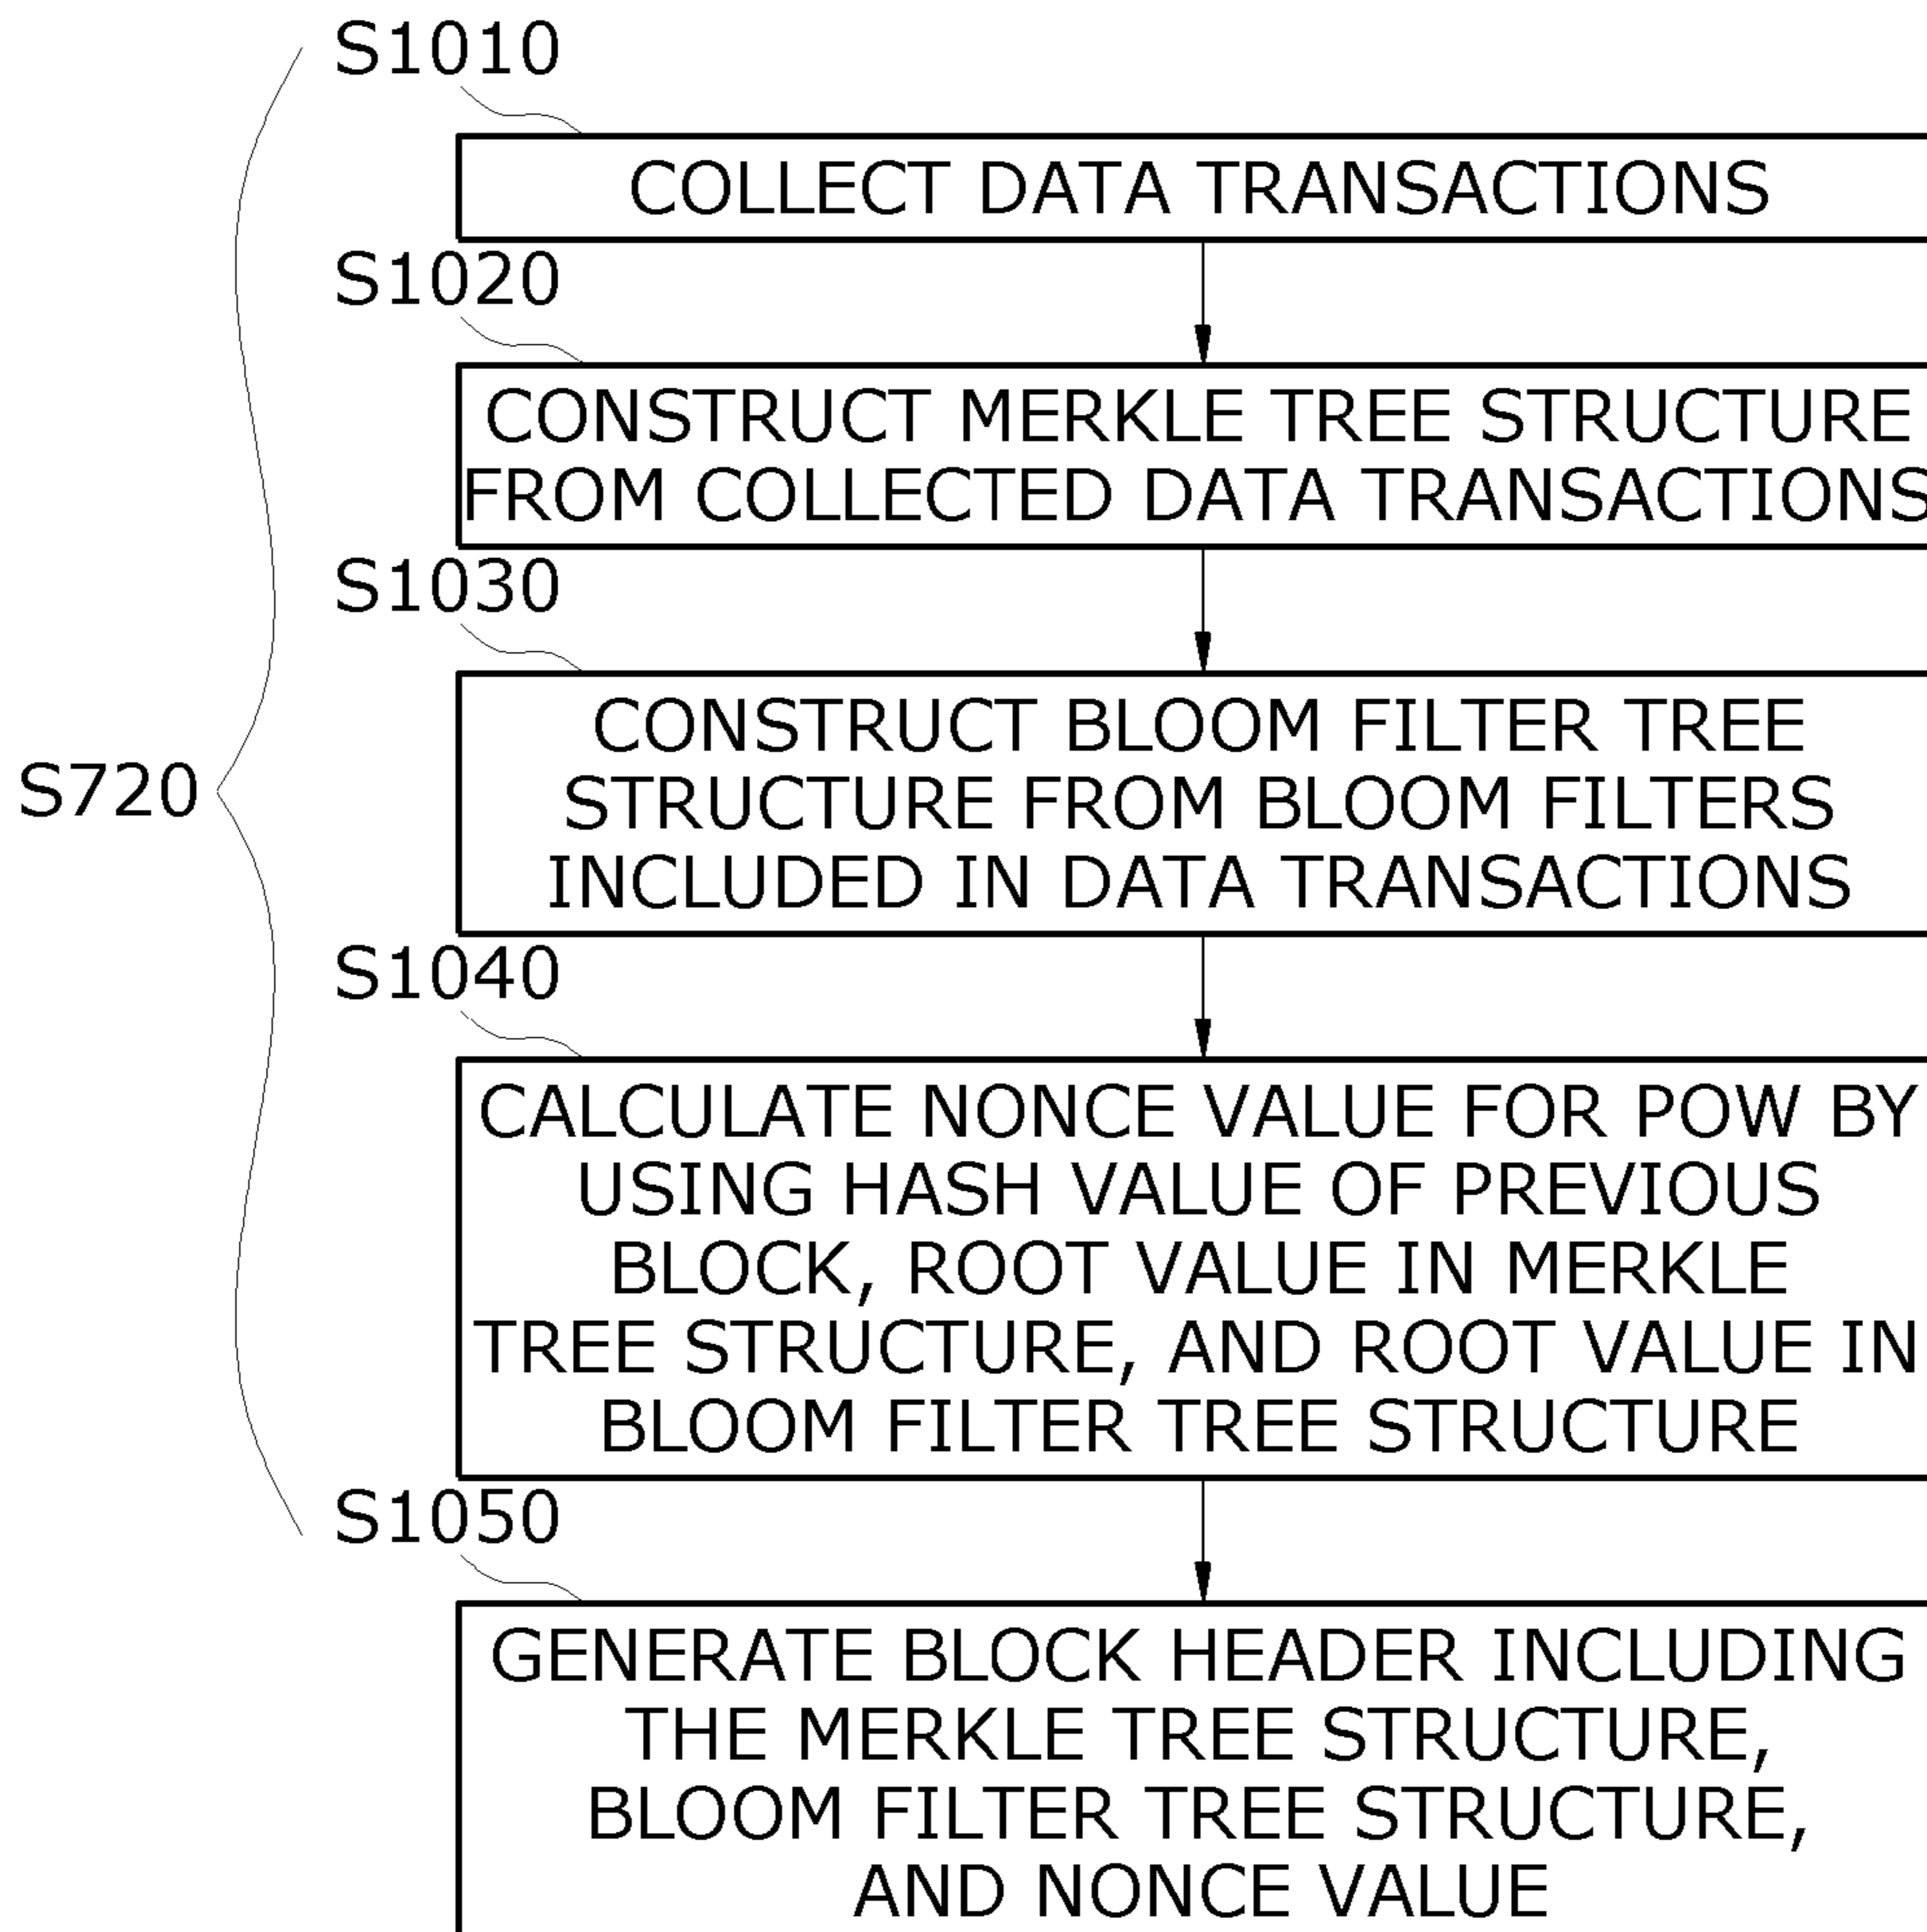 S1010
COLLECT DATA TRANSACTIONS
S1020
CONSTRUCT MERKLE TREE STRUCTURE
FROM COLLECTED DATA TRANSACTIONS
S1030
CONSTRUCT BLOOM FILTER TREE
STRUCTURE FROM BLOOM FILTERS
INCLUDED IN DATA TRANSACTIONS
S720
S1040
CALCULATE NONCE VALUE FOR POW BY
USING HASH VALUE OF PREVIOUS
BLOCK, ROOT VALUE IN MERKLE
TREE STRUCTURE, AND ROOT VALUE IN
BLOOM FILTER TREE STRUCTURE
S1050
GENERATE BLOCK HEADER INCLUDING
THE MERKLE TREE STRUCTURE,
BLOOM FILTER TREE STRUCTURE,
AND NONCE VALUE